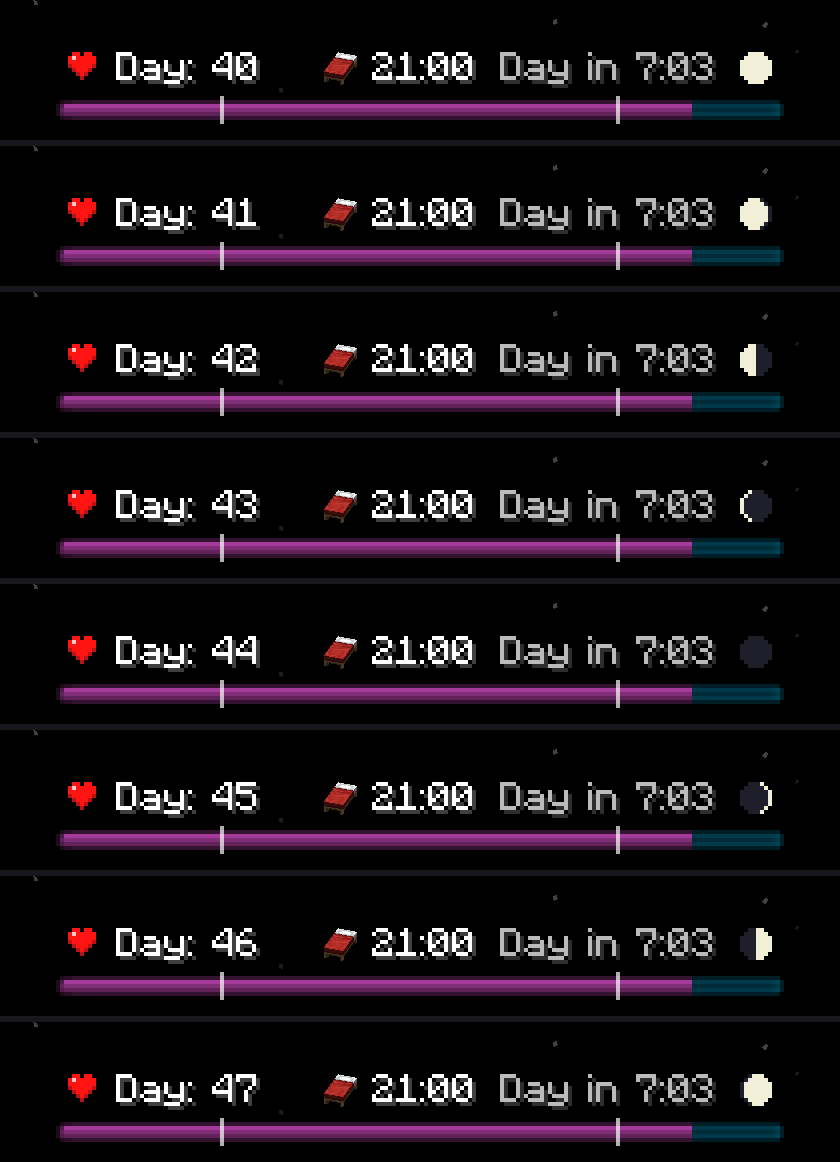 Day: 40 21:00 Day in 7:03
Day: 41 21:00 Day in 7:03
Day: 42 21:00 Day in 7:03
Day: 43 21:00 Day in 7:03
Day: 44 21:00 Day in 7:03
Day: 45 21:00 Day in 7:03
Day: 46 21:00 Day in 7:03
Day: 47 21:00 Day in 7:03